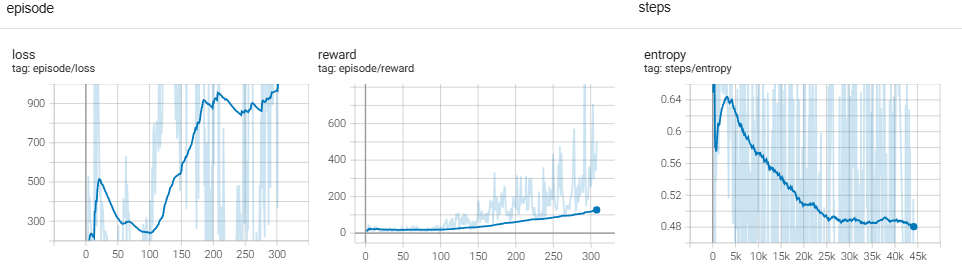 episode
steps
loss
tag: episode/loss
900
700
500
300
0 50 100 150 200 250 300
reward
tag: episode/reward
600
400
200
0
0 50 100 150 200 250 300
entropy
tag: steps/entropy
0.64
0.6
0.56
0.52
0.48
0 5k 10k 15k 20k 25k 30k 35k 40k 45k